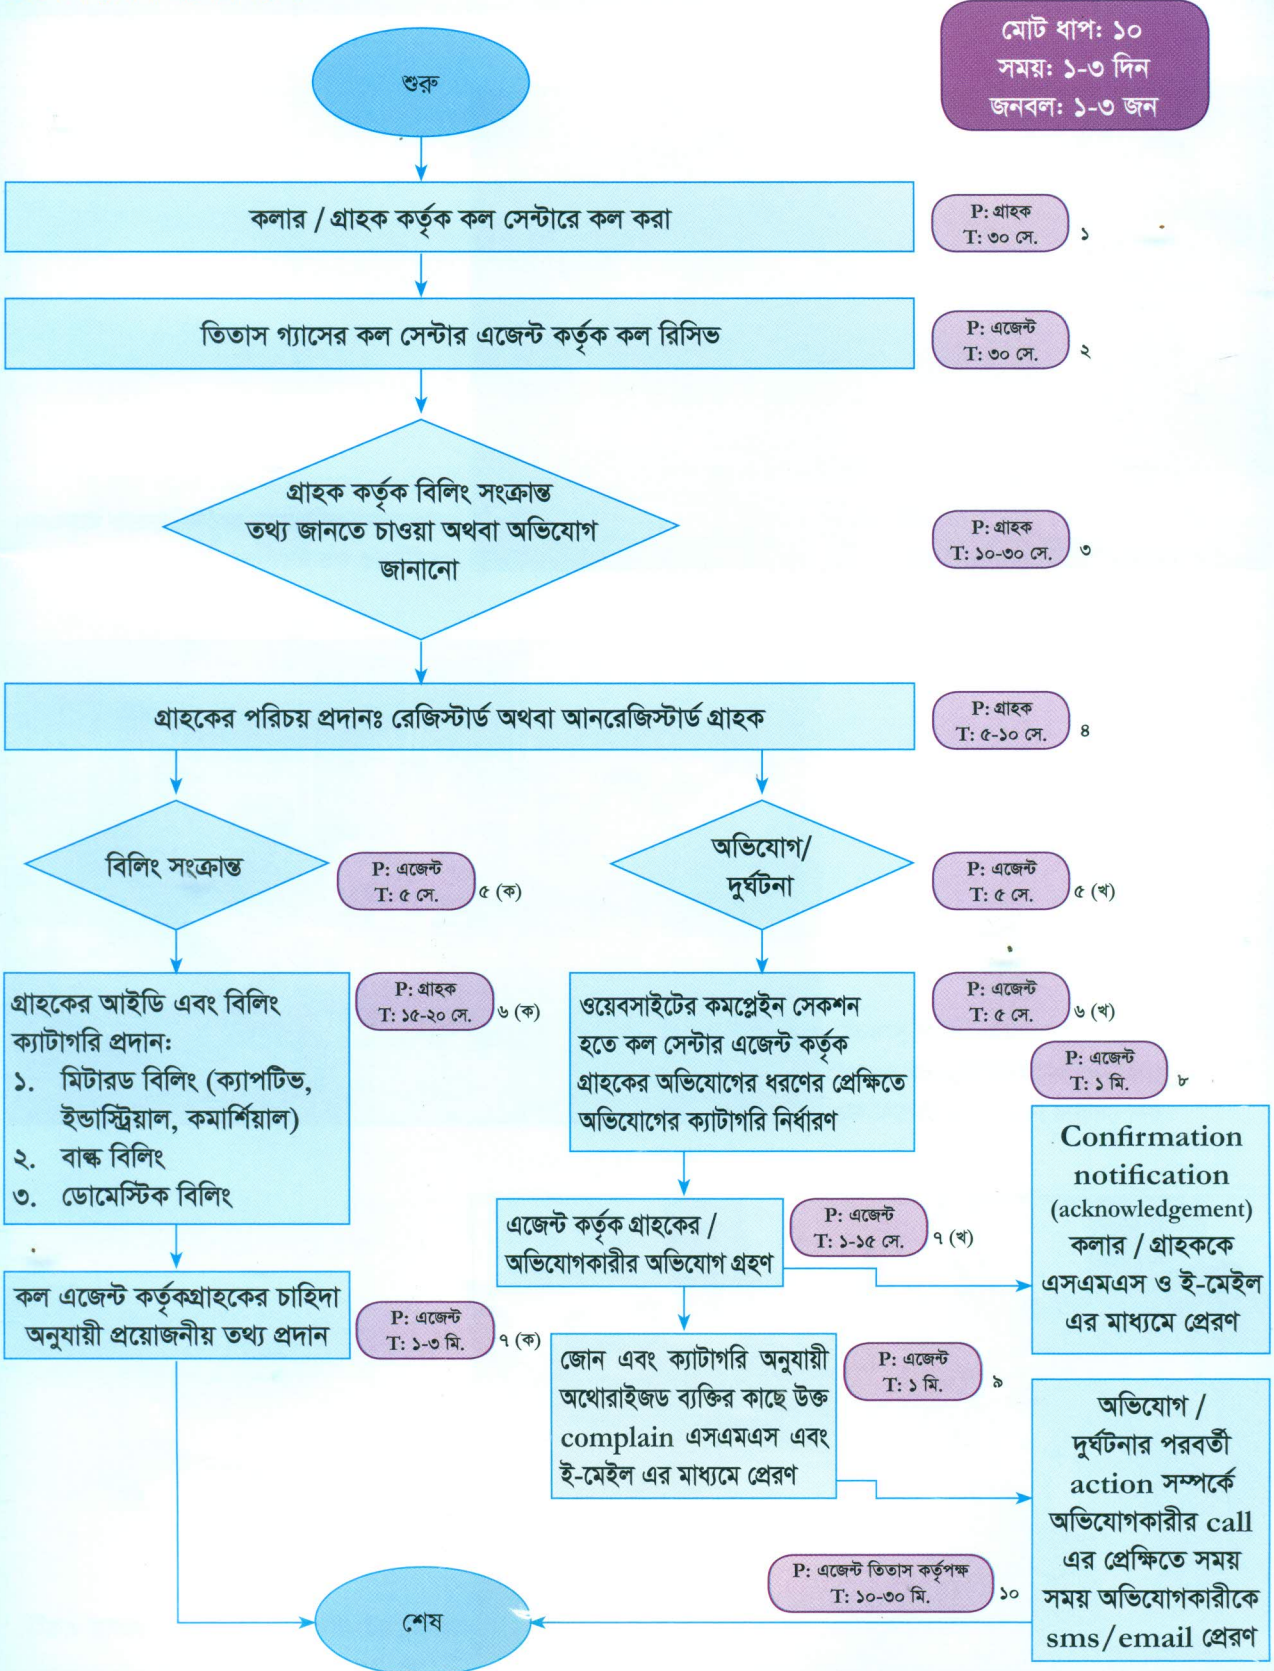 মোট ধাপ: ১০
সময়: ১-৩ দিন
জনবল: ১-৩ জন
শুরু
কলার / গ্রাহক কর্তৃক কল সেন্টারে কল করা
P: গ্রাহক
T: ৩০ সে.
১
তিতাস গ্যাসের কল সেন্টার এজেন্ট কর্তৃক কল রিসিভ
P: এজেন্ট
T: ৩০ সে.
২
গ্রাহক কর্তৃক বিলিং সংক্রান্ত
তথ্য জানতে চাওয়া অথবা অভিযোগ
জানানো
P: গ্রাহক
T: ১০-৩০ সে.
৩
গ্রাহকের পরিচয় প্রদানঃ রেজিস্টার্ড অথবা আনরেজিস্টার্ড গ্রাহক
P: গ্রাহক
T: ৫-১০ সে.
৪
বিলিং সংক্রান্ত
P: এজেন্ট
T: ৫ সে.
৫ (ক)
অভিযোগ/
দুর্ঘটনা
P: এজেন্ট
T: ৫ সে.
৫ (খ)
গ্রাহকের আইডি এবং বিলিং
ক্যাটাগরি প্রদান:
১. মিটারড বিলিং (ক্যাপটিভ,
ইন্ডাস্ট্রিয়াল, কমার্শিয়াল)
২. বাল্ক বিলিং
৩. ডোমেস্টিক বিলিং
P: গ্রাহক
T: ১৫-২০ সে.
৬ (ক)
ওয়েবসাইটের কমপ্লেইন সেকশন
হতে কল সেন্টার এজেন্ট কর্তৃক
গ্রাহকের অভিযোগের ধরণের প্রেক্ষিতে
অভিযোগের ক্যাটাগরি নির্ধারণ
P: এজেন্ট
T: ৫ সে.
৬ (খ)
P: এজেন্ট
T: ১ মি.
৮
Confirmation
notification
(acknowledgement)
কলার / গ্রাহককে
এসএমএস ও ই-মেইল
এর মাধ্যমে প্রেরণ
এজেন্ট কর্তৃক গ্রাহকের /
অভিযোগকারীর অভিযোগ গ্রহণ
P: এজেন্ট
T: ১-১৫ সে.
৭ (খ)
কল এজেন্ট কর্তৃকগ্রাহকের চাহিদা
অনুযায়ী প্রয়োজনীয় তথ্য প্রদান
P: এজেন্ট
T: ১-৩ মি.
৭ (ক)
জোন এবং ক্যাটাগরি অনুযায়ী
অথোরাইজড ব্যক্তির কাছে উক্ত
complain এসএমএস এবং
ই-মেইল এর মাধ্যমে প্রেরণ
P: এজেন্ট
T: ১ মি.
৯
অভিযোগ /
দুর্ঘটনার পরবর্তী
action সম্পর্কে
অভিযোগকারীর call
এর প্রেক্ষিতে সময়
সময় অভিযোগকারীকে
sms/email প্রেরণ
P: এজেন্ট তিতাস কর্তৃপক্ষ
T: ১০-৩০ মি.
১০
শেষ